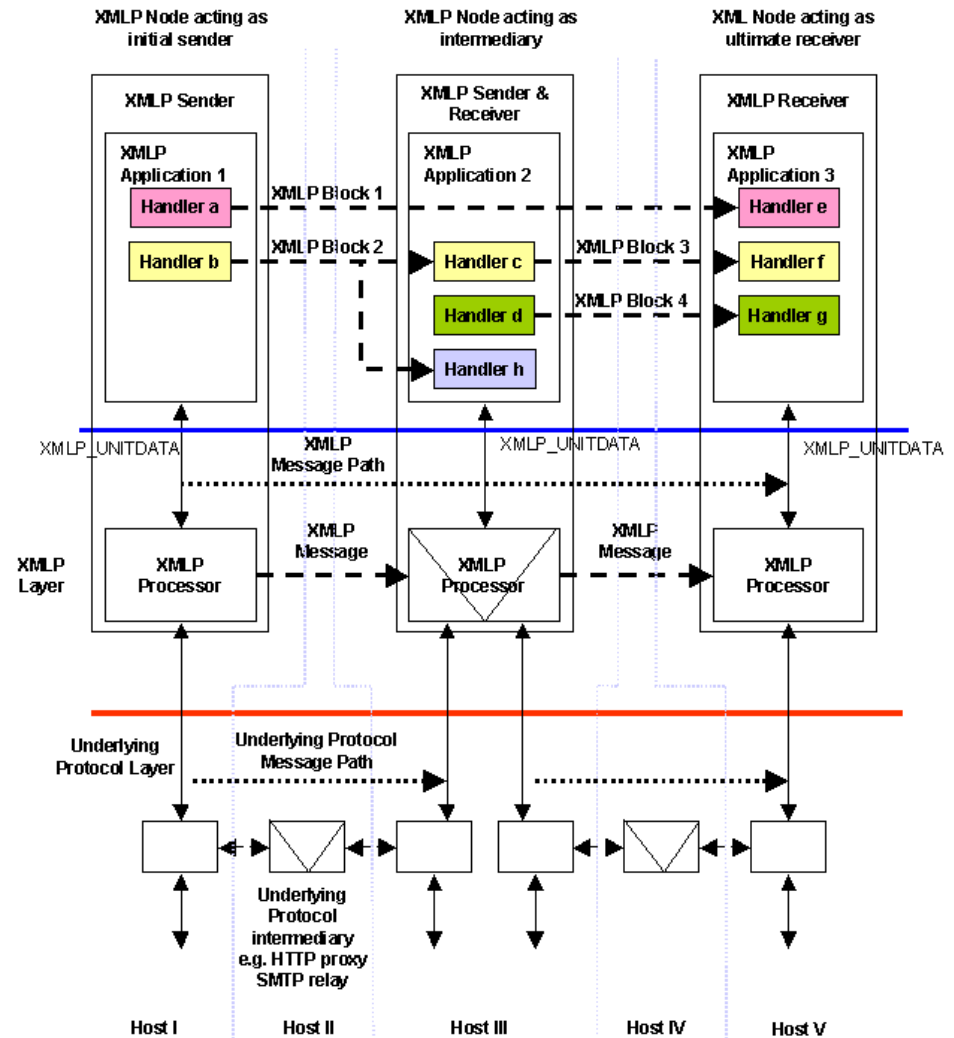 XMLP Node acting as
initial sender
XMLP Node acting as
intermediary
XML Node acting as
ultimate receiver
XMLP Sender
XMLP Sender &
Receiver
XMLP Receiver
XMLP
Application 1
XMLP
Application 2
XMLP
Application 3
Handler a
XMLP Block 1
Handler e
Handler b
XMLP Block 2
Handler c
XMLP Block 3
Handler f
Handler d
XMLP Block 4
Handler g
Handler h
XMLP_UNITDATA
XMLP
Message Path
XMLP_UNITDATA
XMLP_UNITDATA
XMLP
Layer
XMLP
Processor
XMLP
Message
XMLP
Processor
XMLP
Message
XMLP
Processor
Underlying
Protocol Layer
Underlying Protocol
Message Path
Underlying
Protocol
intermediary
e.g. HTTP proxy
SMTP relay
Host I
Host II
Host III
Host IV
Host V